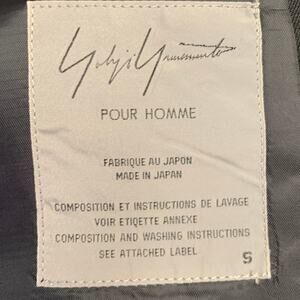 Yohji Yamamoto
POUR HOMME
FABRIQUE AU JAPON
MADE IN JAPAN
COMPOSITION ET INSTRUCTIONS DE LAVAGE
VOIR ETIQETTE ANNEXE
COMPOSITION AND WASHING INSTRUCTIONS
SEE ATTACHED LABEL
S